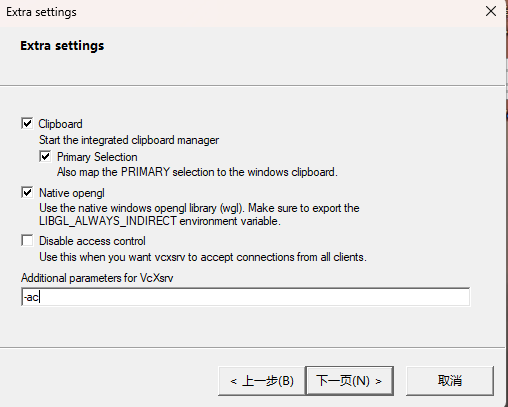 Extra settings
Extra settings
Clipboard
Start the integrated clipboard manager
Primary Selection
Also map the PRIMARY selection to the windows clipboard.
Native opengl
Use the native windows opengl library (wgl). Make sure to export the
LIBGL_ALWAYS_INDIRECT environment variable.
Disable access control
Use this when you want vcxsrv to accept connections from all clients.
Additional parameters for VcXsrv
-ac
< 上一步(B)
下一页(N) >
取消